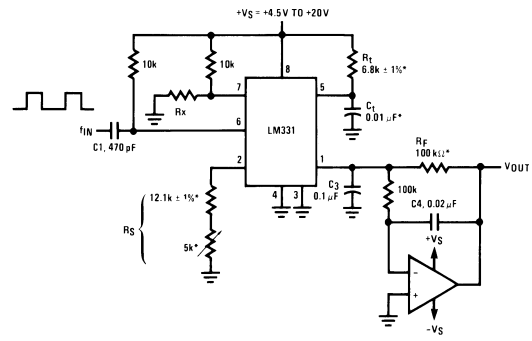 +VS = +4.5V TO +20V
10k
10k
Rt
6.8k ± 1%*
8
7
5
Rx
Ct
0.01 µF*
fIN
6
LM331
C1, 470 pF
RF
100 kΩ*
VOUT
2
1
12.1k ± 1%*
C3
0.1 µF
100k
C4, 0.02 µF
4
3
RS
5k*
+VS
−
+
−VS